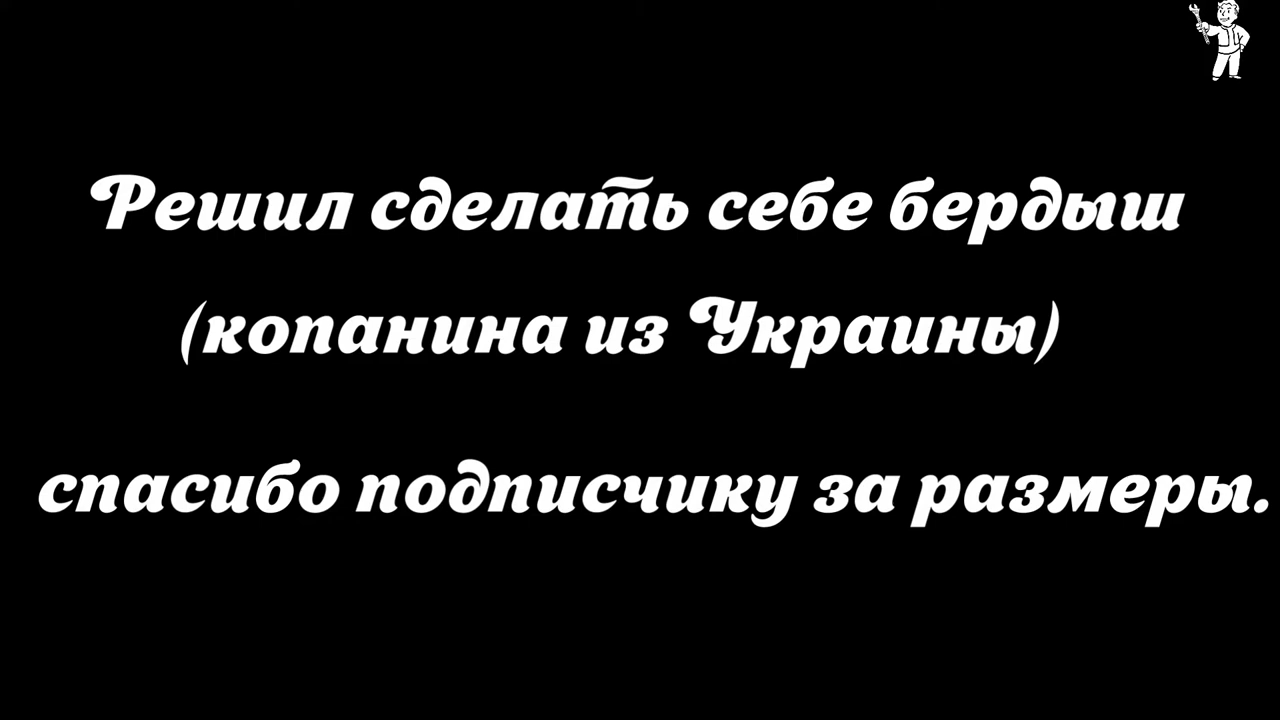 Решил сделать себе бердыш
(копанина из Украины)
спасибо подписчику за размеры.